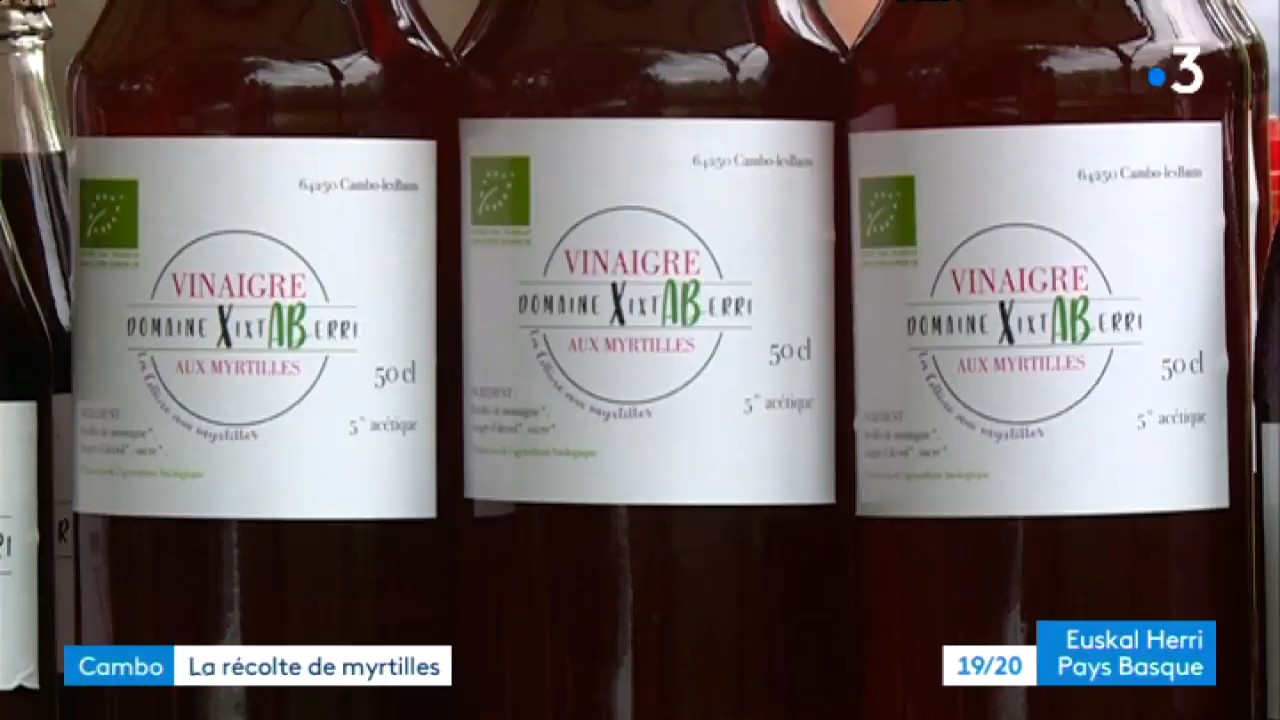 3
64250 Cambo-les-Bains
VINAIGRE
DOMAINE XIXTABERRI
AUX MYRTILLES
50 cl
5° acétique
64250 Cambo-les-Bains
VINAIGRE
DOMAINE XIXTABERRI
AUX MYRTILLES
50 cl
5° acétique
64250 Cambo-les-Bains
VINAIGRE
DOMAINE XIXTABERRI
AUX MYRTILLES
50 cl
5° acétique
Cambo
La récolte de myrtilles
19/20
Euskal Herri
Pays Basque